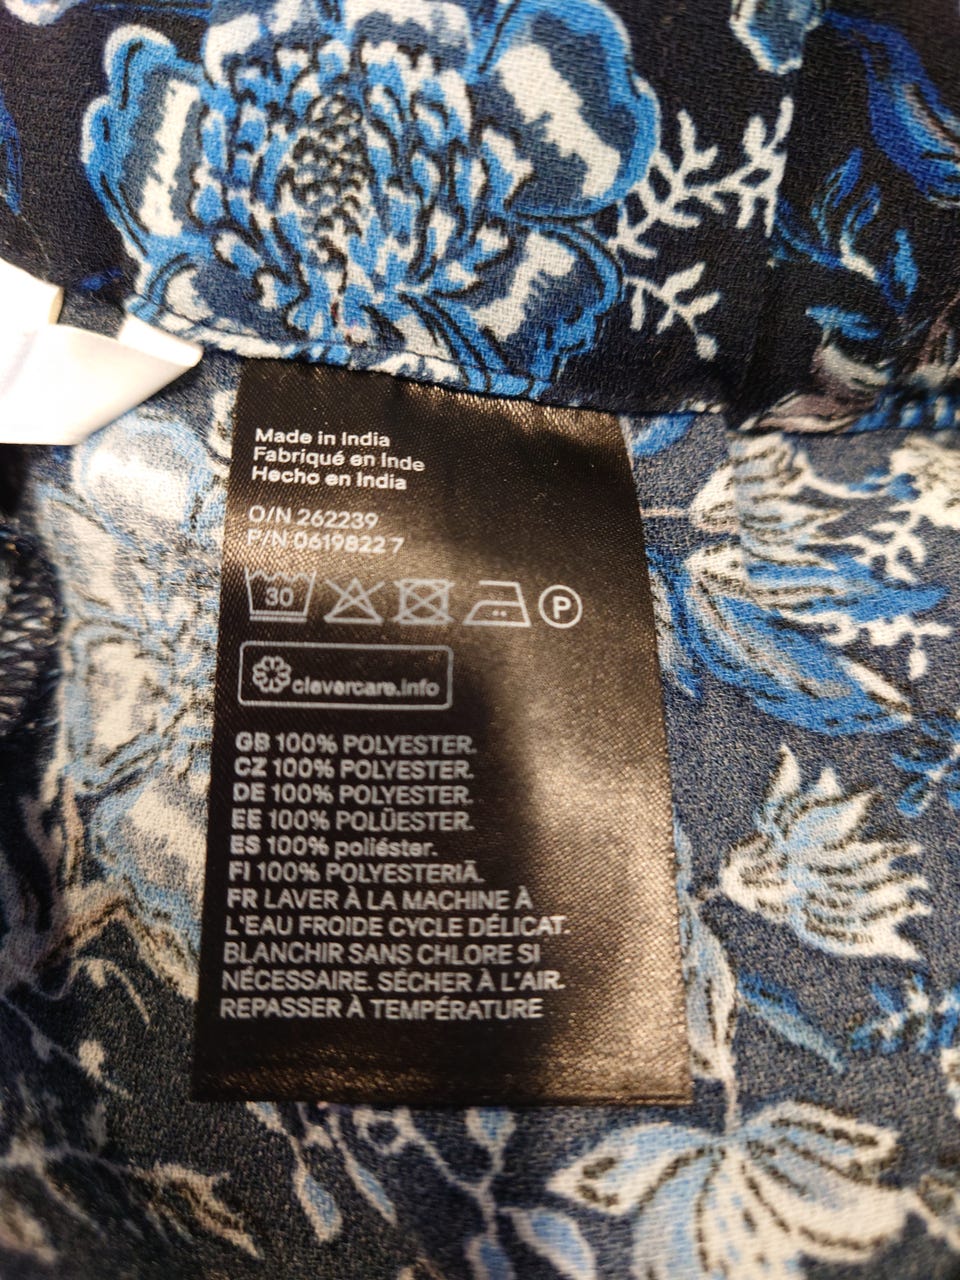 Made in India
Fabriqué en Inde
Hecho en India
O/N 262239
P/N 06198227
30
P
clevercare.info
GB 100% POLYESTER.
CZ 100% POLYESTER.
DE 100% POLYESTER.
EE 100% POLÜESTER.
ES 100% poliéster.
FI 100% POLYESTERIÄ.
FR LAVER À LA MACHINE À
L'EAU FROIDE CYCLE DÉLICAT.
BLANCHIR SANS CHLORE SI
NÉCESSAIRE. SÉCHER À L'AIR.
REPASSER À TEMPÉRATURE